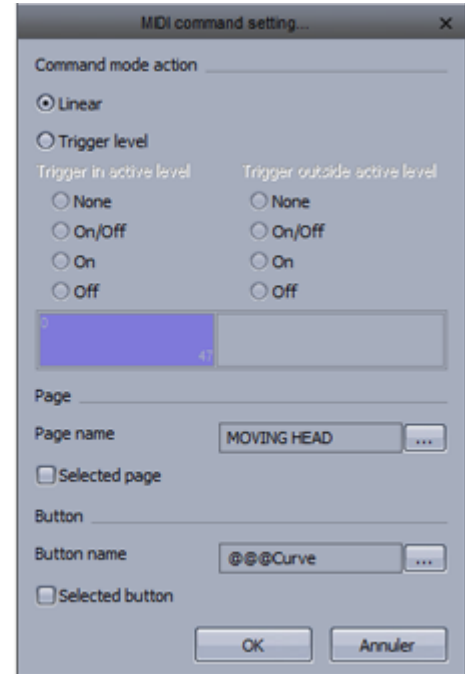 MIDI command setting...
Command mode action
Linear
Trigger level
Trigger in active level Trigger outside active level
None None
On/Off On/Off
On On
Off Off
0
47
Page
Page name MOVING HEAD ...
Selected page
Button
Button name @@@Curve ...
Selected button
OK Annuler